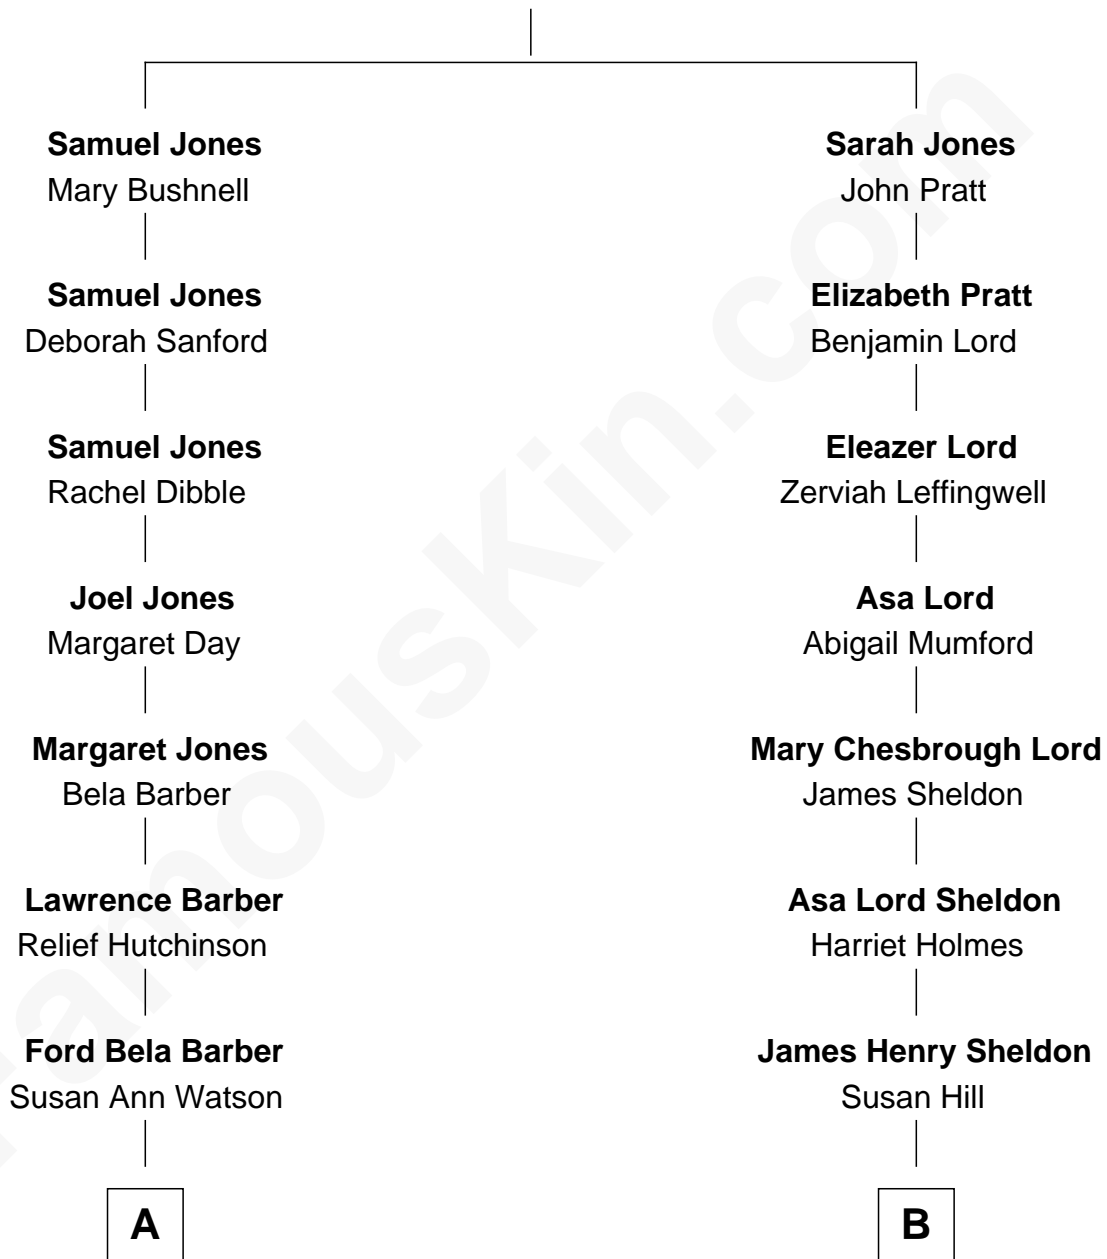 Samuel Jones
Mary Bushnell
Samuel Jones
Deborah Sanford
Samuel Jones
Rachel Dibble
Joel Jones
Margaret Day
Margaret Jones
Bela Barber
Lawrence Barber
Relief Hutchinson
Ford Bela Barber
Susan Ann Watson
A
Sarah Jones
John Pratt
Elizabeth Pratt
Benjamin Lord
Eleazer Lord
Zerviah Leffingwell
Asa Lord
Abigail Mumford
Mary Chesbrough Lord
James Sheldon
Asa Lord Sheldon
Harriet Holmes
James Henry Sheldon
Susan Hill
B
FamousKin.com